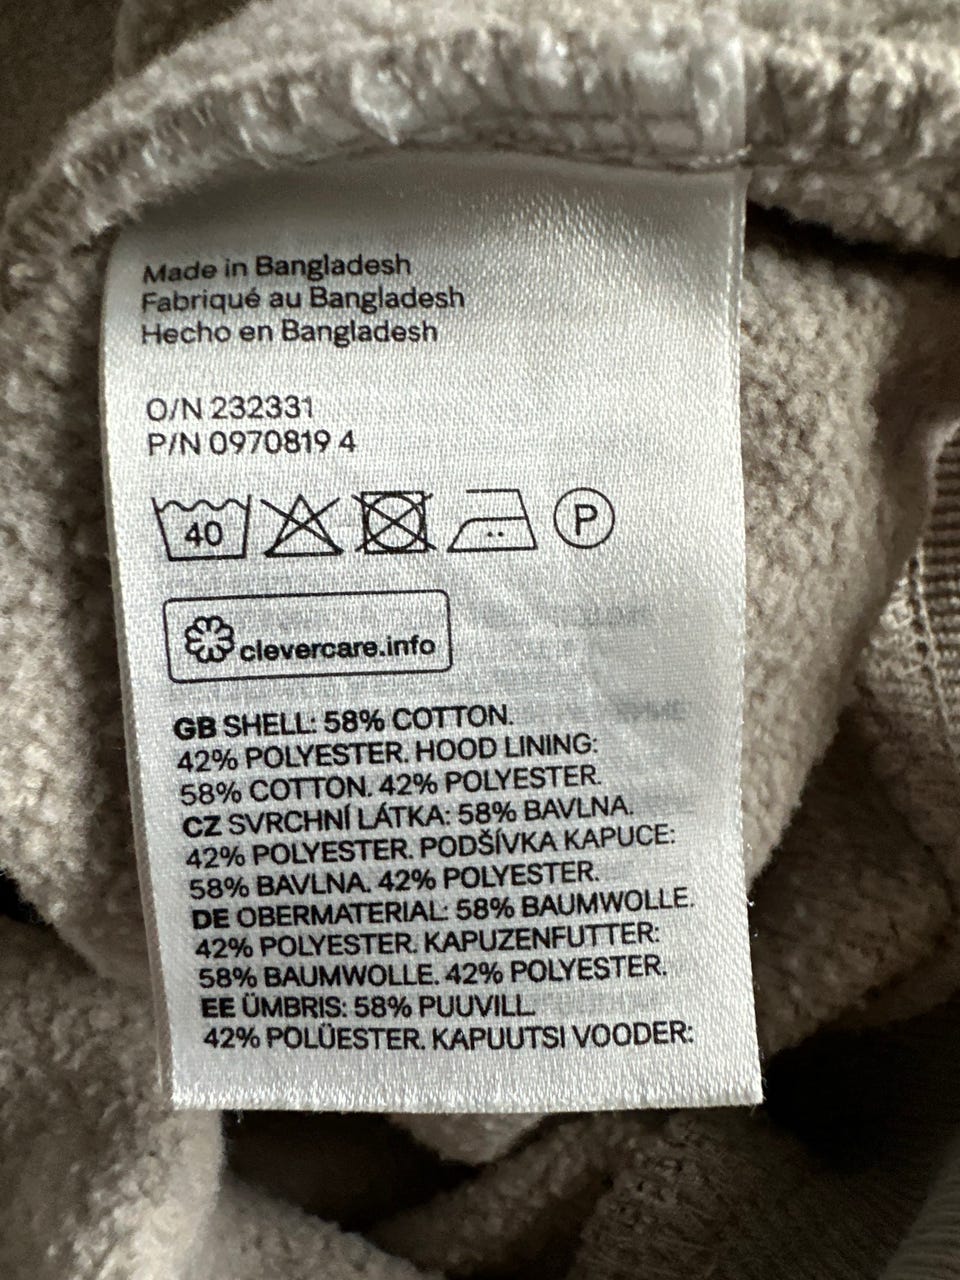 Made in Bangladesh
Fabriqué au Bangladesh
Hecho en Bangladesh
O/N 232331
P/N 0970819 4
40
P
clevercare.info
GB SHELL: 58% COTTON.
42% POLYESTER. HOOD LINING:
58% COTTON. 42% POLYESTER.
CZ SVRCHNÍ LÁTKA: 58% BAVLNA.
42% POLYESTER. PODŠÍVKA KAPUCE:
58% BAVLNA. 42% POLYESTER.
DE OBERMATERIAL: 58% BAUMWOLLE.
42% POLYESTER. KAPUZENFUTTER:
58% BAUMWOLLE. 42% POLYESTER.
EE ÜMBRIS: 58% PUUVILL.
42% POLÜESTER. KAPUUTSI VOODER: